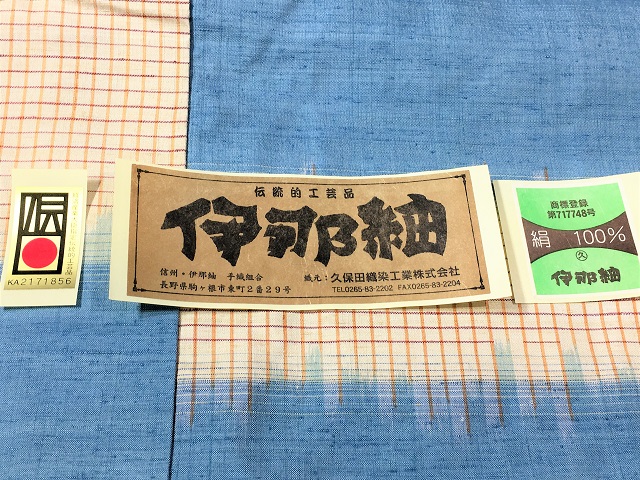 伝
KA2171856
伝統的工芸品
伊那紬
信州・伊那紬 手織組合
織元:久保田織染工業株式会社
長野県駒ヶ根市東町2番29号
TEL0265-83-2202 FAX0265-83-2204
商標登録
第717748号
絹 100%
久
伊那紬